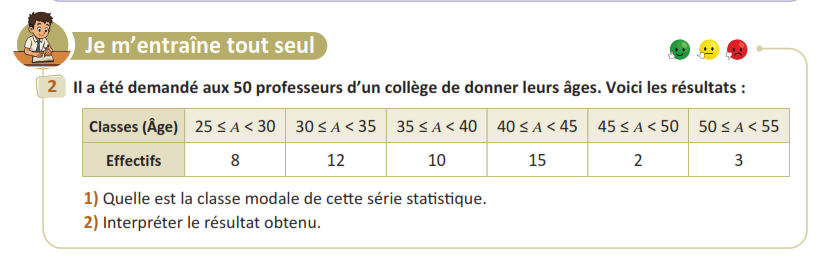 Je m'entraîne tout seul
2 Il a été demandé aux 50 professeurs d'un collège de donner leurs âges. Voici les résultats :
Classes (Âge) 25 ≤ A < 30 30 ≤ A < 35 35 ≤ A < 40 40 ≤ A < 45 45 ≤ A < 50 50 ≤ A < 55
Effectifs 8 12 10 15 2 3
1) Quelle est la classe modale de cette série statistique.
2) Interpréter le résultat obtenu.